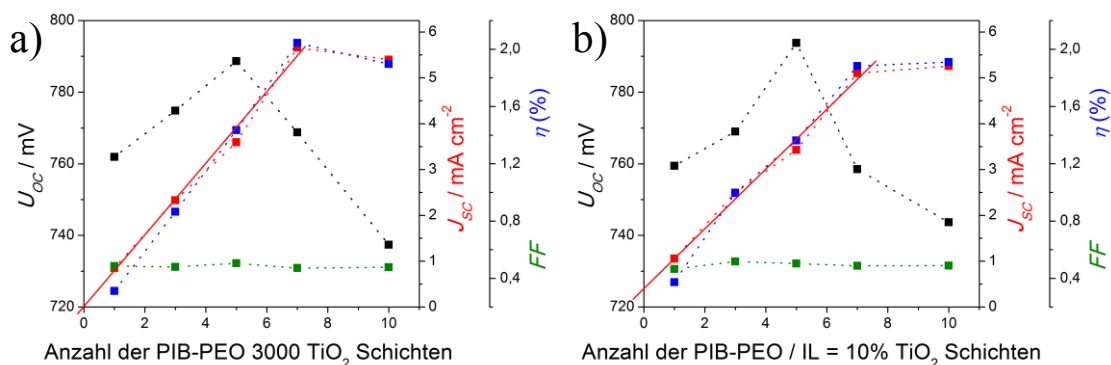 a)
800
780
760
740
720
U_OC / mV
0 2 4 6 8 10
Anzahl der PIB-PEO 3000 TiO₂ Schichten
6
5
4
3
2
1
0
J_SC / mA cm⁻²
2,0
1,6
1,2
0,8
0,4
η (%)
FF
b)
800
780
760
740
720
U_OC / mV
0 2 4 6 8 10
Anzahl der PIB-PEO / IL = 10% TiO₂ Schichten
6
5
4
3
2
1
0
J_SC / mA cm⁻²
2,0
1,6
1,2
0,8
0,4
η (%)
FF